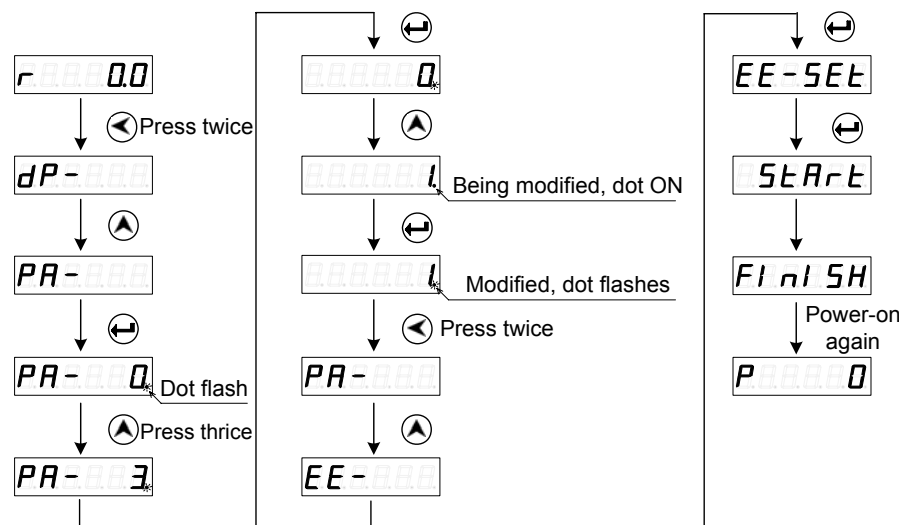 r 0.0
Press twice
dP-
PA-
PA- 0.
Dot flash
Press thrice
PA- 3.
0.
1.
Being modified, dot ON
1.
Modified, dot flashes
Press twice
PA-
EE-
EE-SEt
StArt
FInISH
Power-on
again
P 0